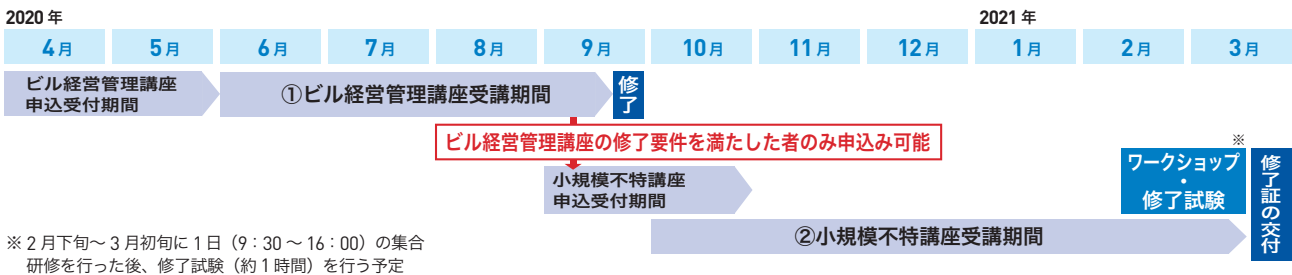 2020 年
2021 年
4月 5月 6月 7月 8月 9月 10月 11月 12月 1月 2月 3月
ビル経営管理講座
申込受付期間
①ビル経営管理講座受講期間
修了
ビル経営管理講座の修了要件を満たした者のみ申込み可能
小規模不特講座
申込受付期間
※
ワークショップ
・
修了試験
修了証の交付
②小規模不特講座受講期間
※ 2 月下旬～ 3 月初旬に 1 日（9：30 ～ 16：00）の集合
研修を行った後、修了試験（約 1 時間）を行う予定